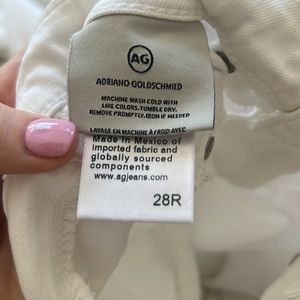 AG
ADRIANO GOLDSCHMIED
MACHINE WASH COLD WITH
LIKE COLORS. TUMBLE DRY.
REMOVE PROMPTLY. IRON IF NEEDED
LAVAGE EN MACHINE À FROID AVEC
Made in Mexico of
imported fabric and
globally sourced
components
www.agjeans.com
28R